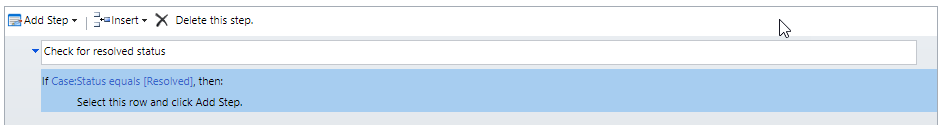 Add Step Insert Delete this step.
Check for resolved status
If Case:Status equals [Resolved], then:
Select this row and click Add Step.